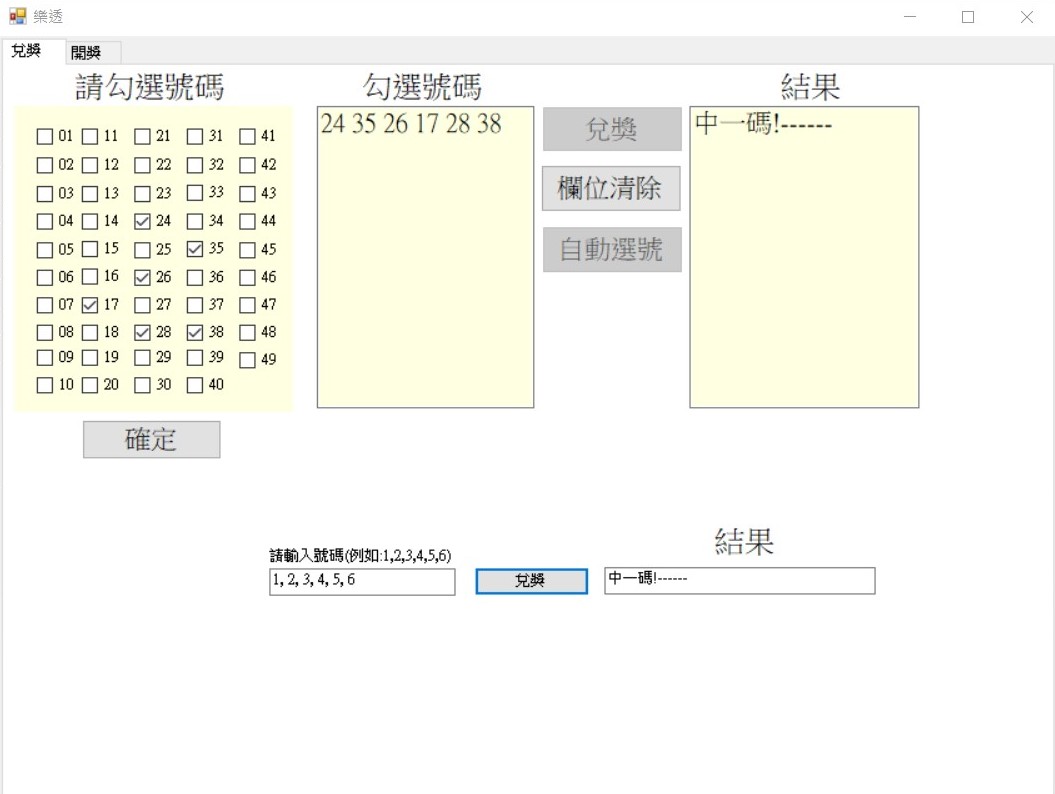 樂透
兌獎 開獎
請勾選號碼 勾選號碼 結果
01 11 21 31 41
02 12 22 32 42
03 13 23 33 43
04 14 24 34 44
05 15 25 35 45
06 16 26 36 46
07 17 27 37 47
08 18 28 38 48
09 19 29 39 49
10 20 30 40
確定
24 35 26 17 28 38
兌獎
欄位清除
自動選號
中一碼!------
請輸入號碼(例如:1,2,3,4,5,6)
1, 2, 3, 4, 5, 6
兌獎
結果
中一碼!------